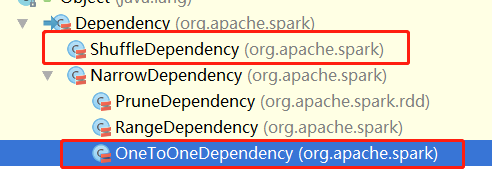 Object (java.lang)
Dependency (org.apache.spark)
ShuffleDependency (org.apache.spark)
NarrowDependency (org.apache.spark)
PruneDependency (org.apache.spark.rdd)
RangeDependency (org.apache.spark)
OneToOneDependency (org.apache.spark)